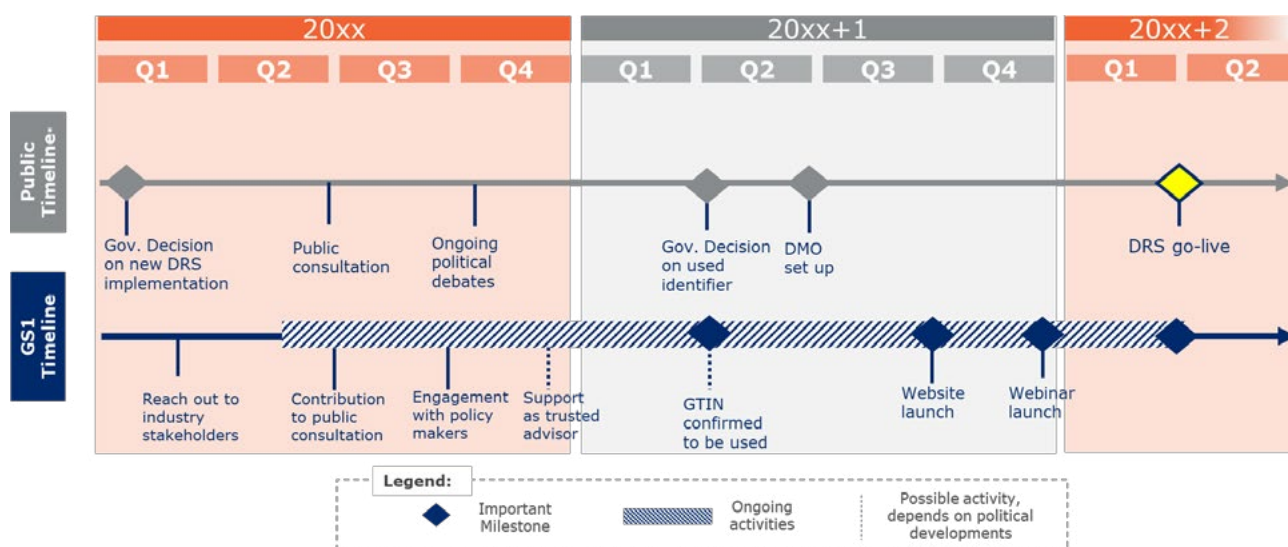 20xx
20xx+1
20xx+2
Q1
Q2
Q3
Q4
Q1
Q2
Q3
Q4
Q1
Q2
Public
Timeline-
Gov. Decision
on new DRS
implementation
Public
consultation
Ongoing
political
debates
Gov. Decision
on used
identifier
DMO
set up
DRS go-live
GS1
Timeline
Reach out to
industry
stakeholders
Contribution
to public
consultation
Engagement
with policy
makers
Support
as trusted
advisor
GTIN
confirmed
to be used
Website
launch
Webinar
launch
Legend:
Important
Milestone
Ongoing
activities
Possible activity,
depends on political
developments